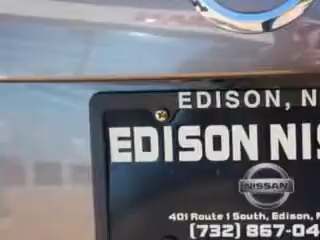 EDISON, N
EDISON NIS
NISSAN
401 Route 1 South, Edison, N
(732) 867-04